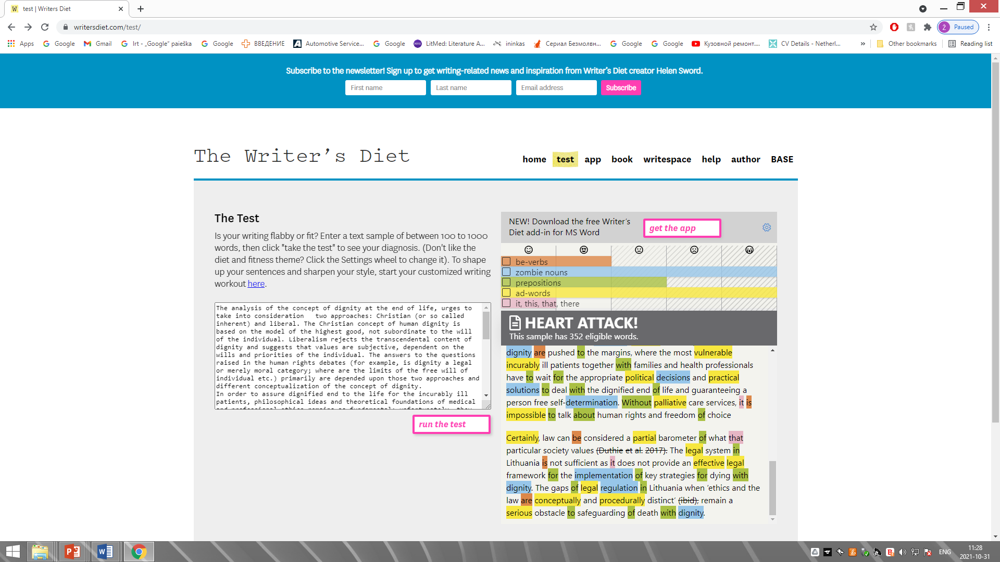 test | Writers Diet
writersdiet.com/test/
Paused
Apps
Google
Gmail
Irt - „Google" paieška
Google
ВВЕДЕНИЕ
Automotive Service...
Google
LitMed: Literature A...
ininkas
Сериал Безмолвн...
Google
Google
Кузовной ремонт....
CV Details - Netherl...
»
Other bookmarks
Reading list
Subscribe to the newsletter! Sign up to get writing-related news and inspiration from Writer's Diet creator Helen Sword.
First name
Last name
Email address
Subscribe
The Writer's Diet
home
test
app
book
writespace
help
author
BASE
The Test
Is your writing flabby or fit? Enter a text sample of between 100 to 1000
words, then click "take the test" to see your diagnosis. (Don't like the
diet and fitness theme? Click the Settings wheel to change it). To shape
up your sentences and sharpen your style, start your customized writing
workout here.
The analysis of the concept of dignity at the end of life, urges to
take into consideration   two approaches: Christian (or so called
inherent) and liberal. The Christian concept of human dignity is
based on the model of the highest good, not subordinate to the will
of the individual. Liberalism rejects the transcendental content of
dignity and suggests that values are subjective, dependent on the
wills and priorities of the individual. The answers to the questions
raised in the human rights debates (for example, is dignity a legal
or merely moral category; where are the limits of the free will of
individual etc.) primarily are depended upon those two approaches and
different conceptualization of the concept of dignity.
In order to assure dignified end to the life for the incurably ill
patients, philosophical ideas and theoretical foundations of medical
run the test
NEW! Download the free Writer's
Diet add-in for MS Word
get the app
be-verbs
zombie nouns
prepositions
ad-words
it, this, that, there
HEART ATTACK!
This sample has 352 eligible words.
dignity are pushed to the margins, where the most vulnerable
incurably ill patients together with families and health professionals
have to wait for the appropriate political decisions and practical
solutions to deal with the dignified end of life and guaranteeing a
person free self-determination. Without palliative care services, it is
impossible to talk about human rights and freedom of choice
Certainly, law can be considered a partial barometer of what that
particular society values (Duthie et al. 2017). The legal system in
Lithuania is not sufficient as it does not provide an effective legal
framework for the implementation of key strategies for dying with
dignity. The gaps of legal regulation in Lithuania when 'ethics and the
law are conceptually and procedurally distinct' (ibid), remain a
serious obstacle to safeguarding of death with dignity.
ENG
11:28
2021-10-31